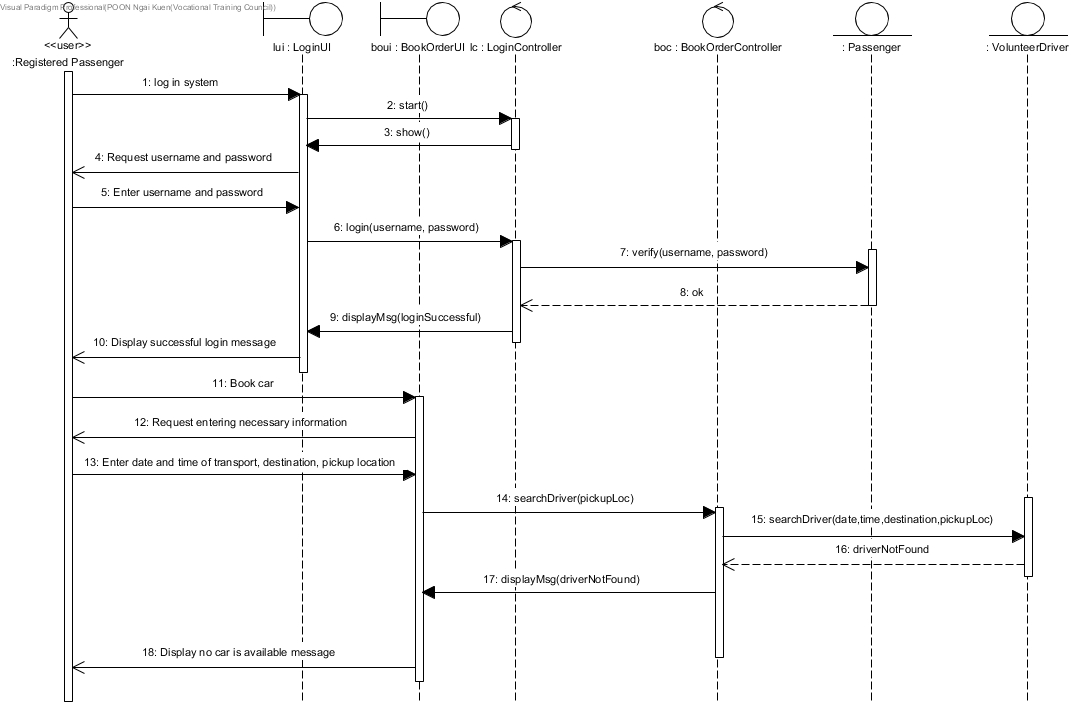 Visual Paradigm Professional(POON Ngai Kuen(Vocational Training Council))
<<user>>
:Registered Passenger
lui : LoginUI
boui : BookOrderUI
lc : LoginController
boc : BookOrderController
: Passenger
: VolunteerDriver
1: log in system
2: start()
3: show()
4: Request username and password
5: Enter username and password
6: login(username, password)
7: verify(username, password)
8: ok
9: displayMsg(loginSuccessful)
10: Display successful login message
11: Book car
12: Request entering necessary information
13: Enter date and time of transport, destination, pickup location
14: searchDriver(pickupLoc)
15: searchDriver(date,time,destination,pickupLoc)
16: driverNotFound
17: displayMsg(driverNotFound)
18: Display no car is available message